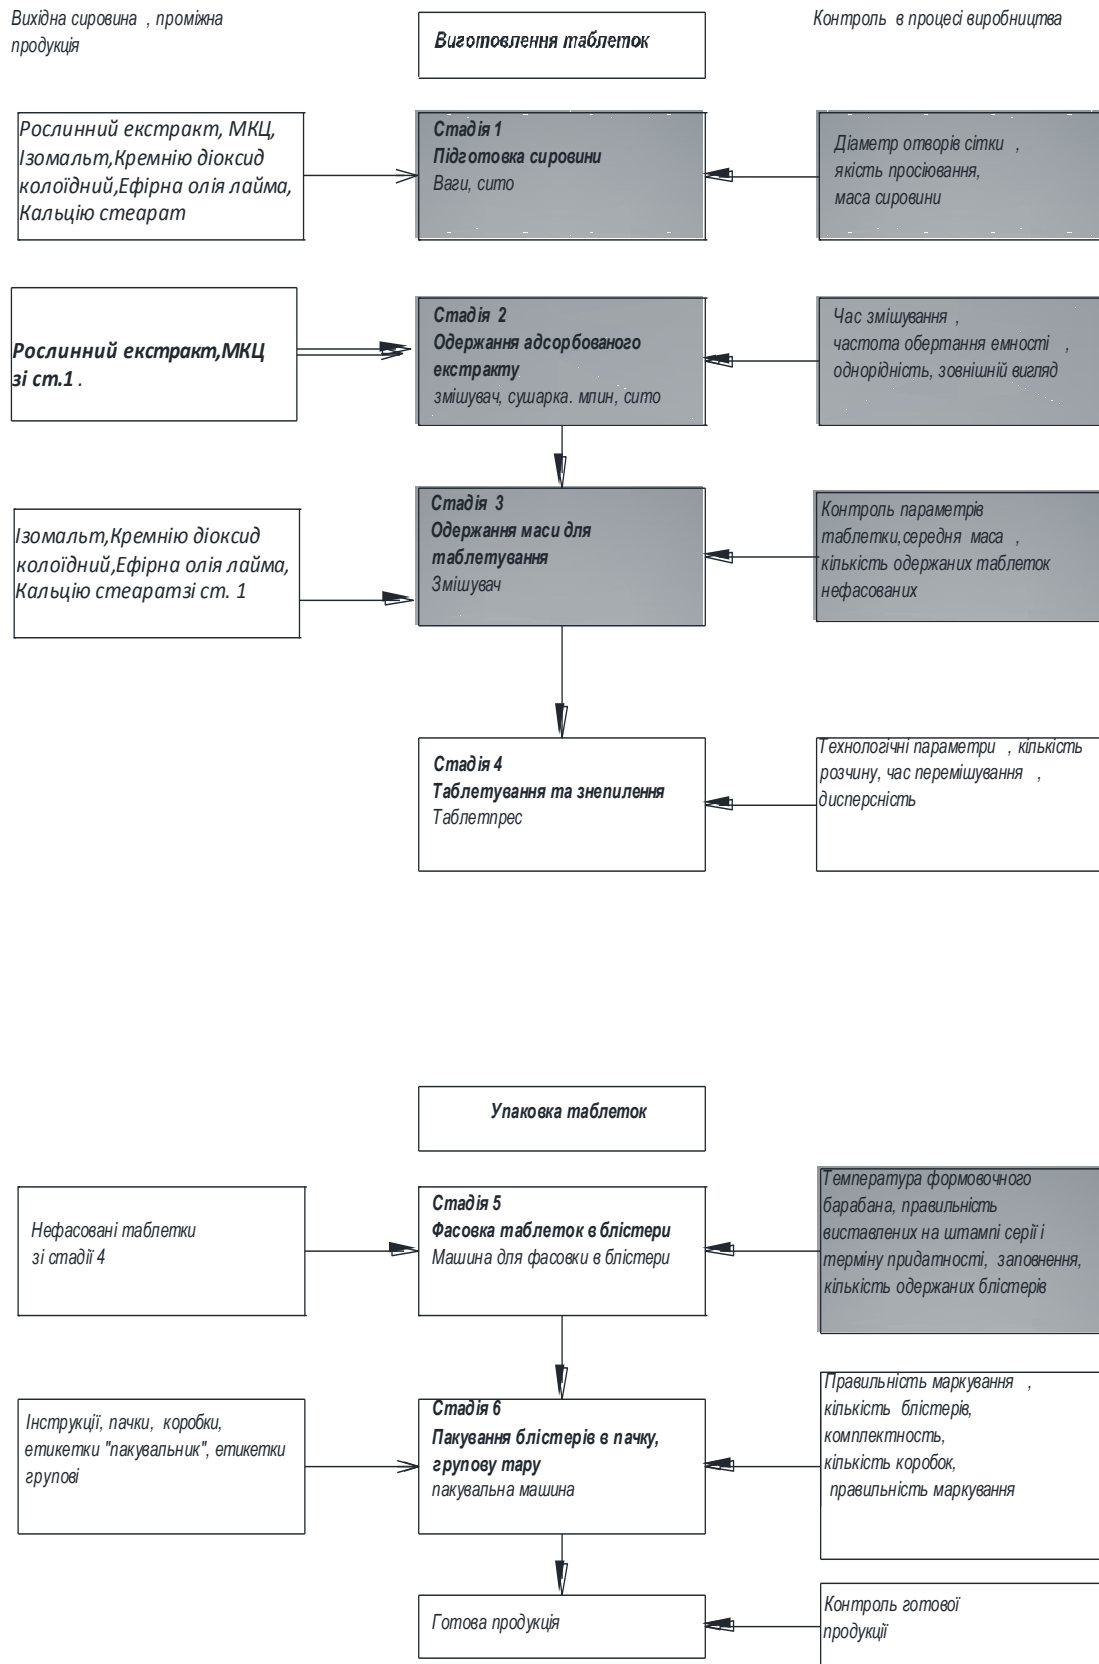 Вихідна сировина , проміжна
продукція
Виготовлення таблеток
Контроль в процесі виробництва
Рослинний екстракт, МКЦ,
Ізомальт,Кремнію діоксид
колоїдний,Ефірна олія лайма,
Кальцію стеарат
Стадія 1
Підготовка сировини
Ваги, сито
Діаметр отворів сітки ,
якість просіювання,
маса сировини
Рослинний екстракт,МКЦ
зі ст.1 .
Стадія 2
Одержання адсорбованого
екстракту
змішувач, сушарка. млин, сито
Час змішування ,
частота обертання емності ,
однорідність, зовнішній вигляд
Ізомальт,Кремнію діоксид
колоїдний,Ефірна олія лайма,
Кальцію стеаратзі ст. 1
Стадія 3
Одержання маси для
таблетування
Змішувач
Контроль параметрів
таблетки,середня маса ,
кількість одержаних таблеток
нефасованих
Стадія 4
Таблетування та знепилення
Таблетпрес
Технологічні параметри , кількість
розчину, час перемішування ,
дисперсність
Упаковка таблеток
Нефасовані таблетки
зі стадії 4
Стадія 5
Фасовка таблеток в блістери
Машина для фасовки в блістери
Температура формовочного
барабана, правильність
виставлених на штампі серії і
терміну придатності, заповнення,
кількість одержаних блістерів
Інструкції, пачки, коробки,
етикетки "пакувальник", етикетки
групові
Стадія 6
Пакування блістерів в пачку,
групову тару
пакувальна машина
Правильність маркування ,
кількість блістерів,
комплектность,
кількість коробок,
правильність маркування
Готова продукція
Контроль готової
продукції